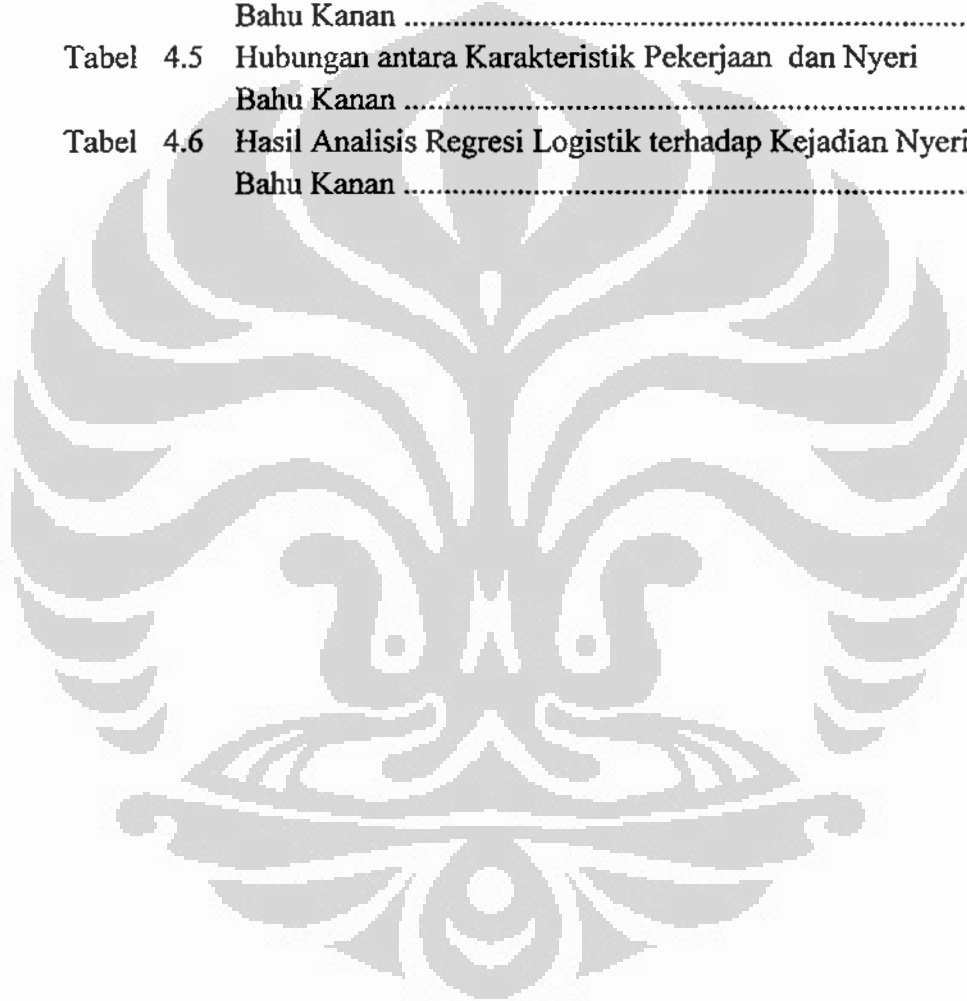 Bahu Kanan ........................................................................
Tabel 4.5 Hubungan antara Karakteristik Pekerjaan dan Nyeri
Bahu Kanan ........................................................................
Tabel 4.6 Hasil Analisis Regresi Logistik terhadap Kejadian Nyeri
Bahu Kanan ........................................................................